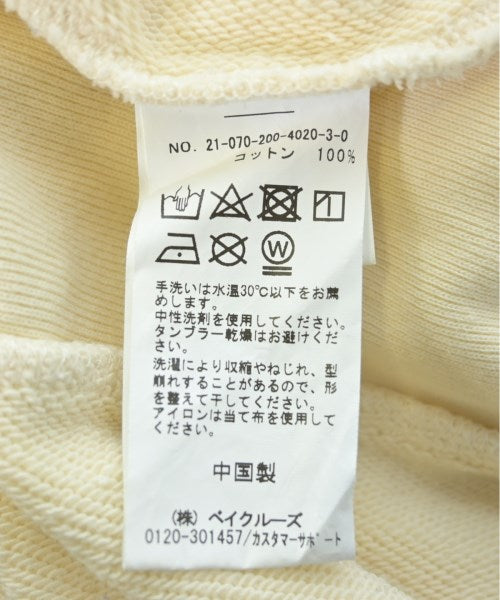 NO. 21-070-200-4020-3-0
コットン 100%
W
手洗いは水温30℃以下をお薦
めします。
中性洗剤を使用してください。
タンブラー乾燥はお避けくだ
さい。
洗濯により収縮やねじれ、型
崩れすることがあるので、形
を整えて干してください。
アイロンは当て布を使用して
ください。
中国製
(株) ベイクルーズ
0120-301457/カスタマーサポート